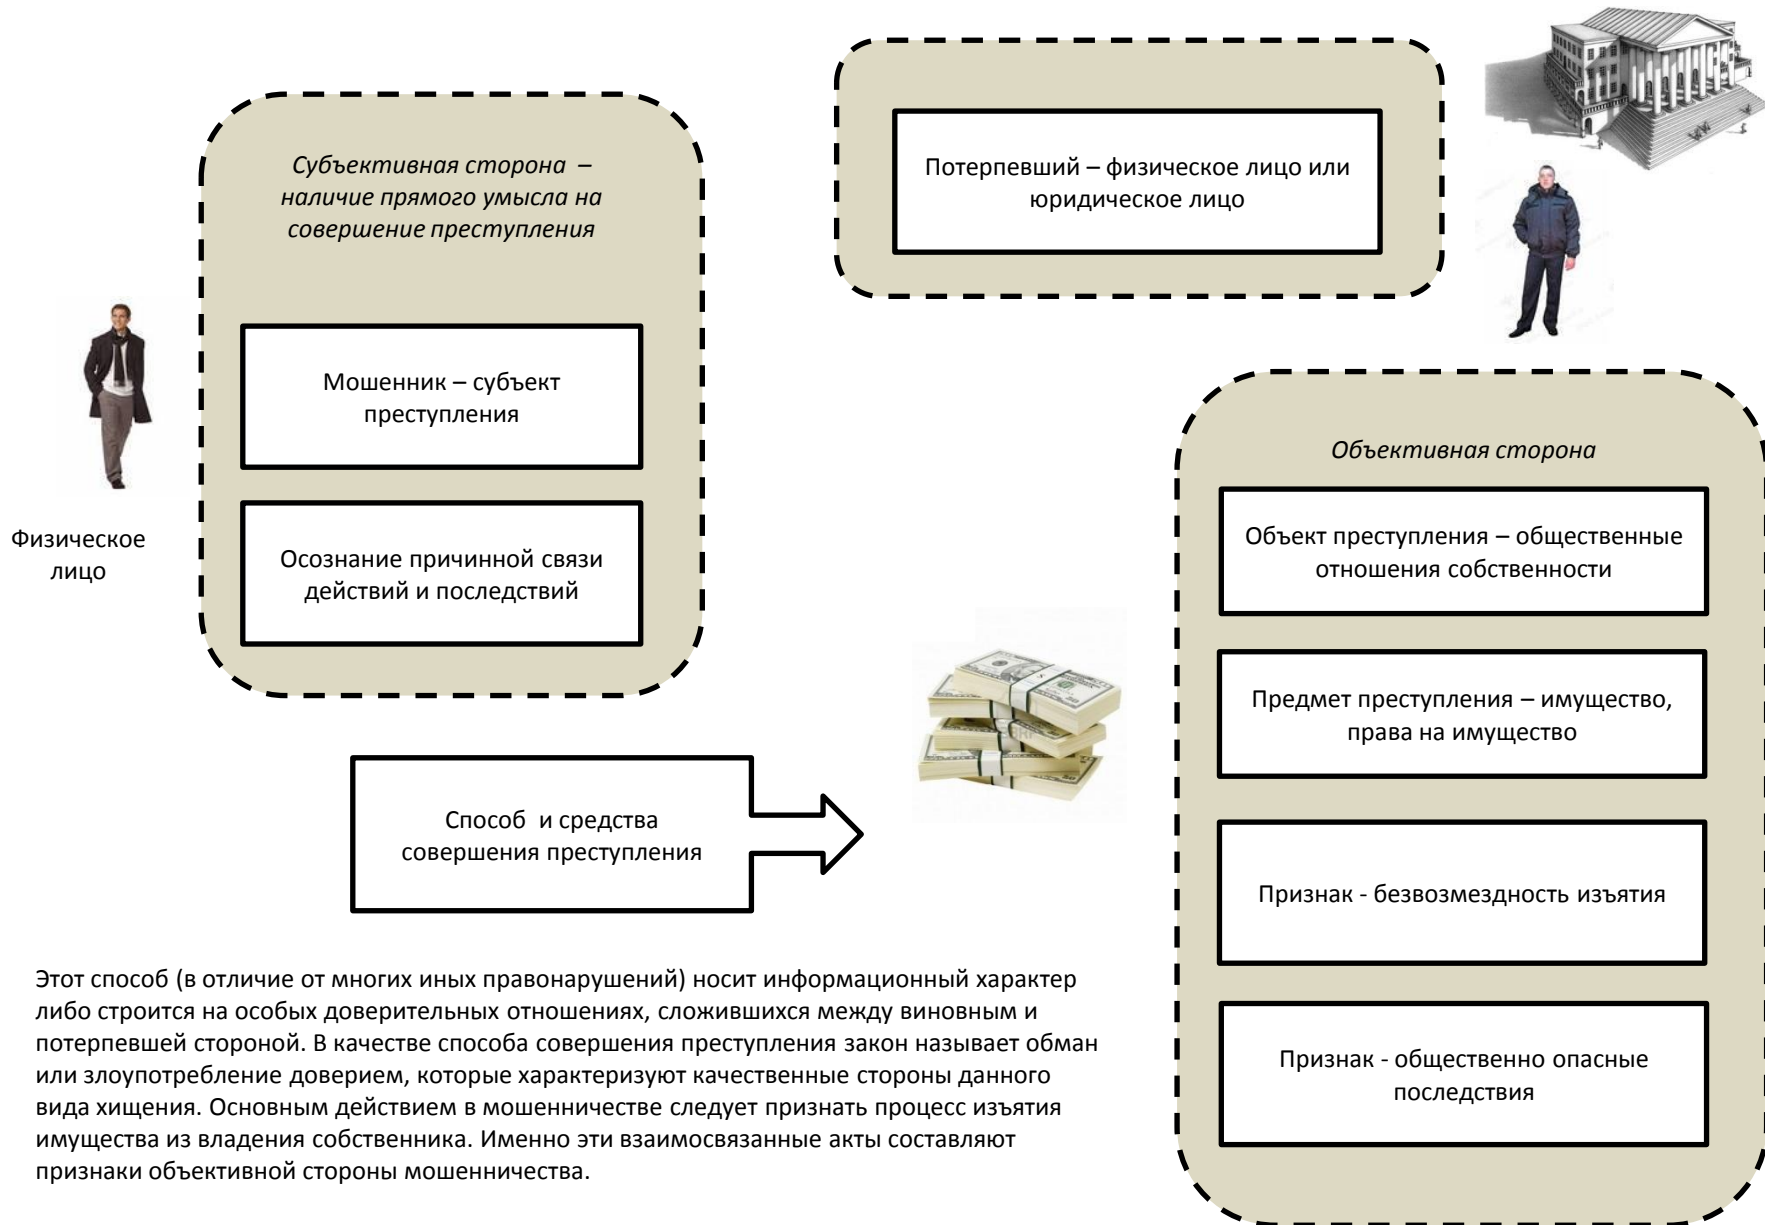 Субъективная сторона –
наличие прямого умысла на
совершение преступления
Мошенник – субъект
преступления
Осознание причинной связи
действий и последствий
Физическое
лицо
Потерпевший – физическое лицо или
юридическое лицо
Объективная сторона
Объект преступления – общественные
отношения собственности
Предмет преступления – имущество,
права на имущество
Признак - безвозмездность изъятия
Признак - общественно опасные
последствия
Способ и средства
совершения преступления
Этот способ (в отличие от многих иных правонарушений) носит информационный характер
либо строится на особых доверительных отношениях, сложившихся между виновным и
потерпевшей стороной. В качестве способа совершения преступления закон называет обман
или злоупотребление доверием, которые характеризуют качественные стороны данного
вида хищения. Основным действием в мошенничестве следует признать процесс изъятия
имущества из владения собственника. Именно эти взаимосвязанные акты составляют
признаки объективной стороны мошенничества.